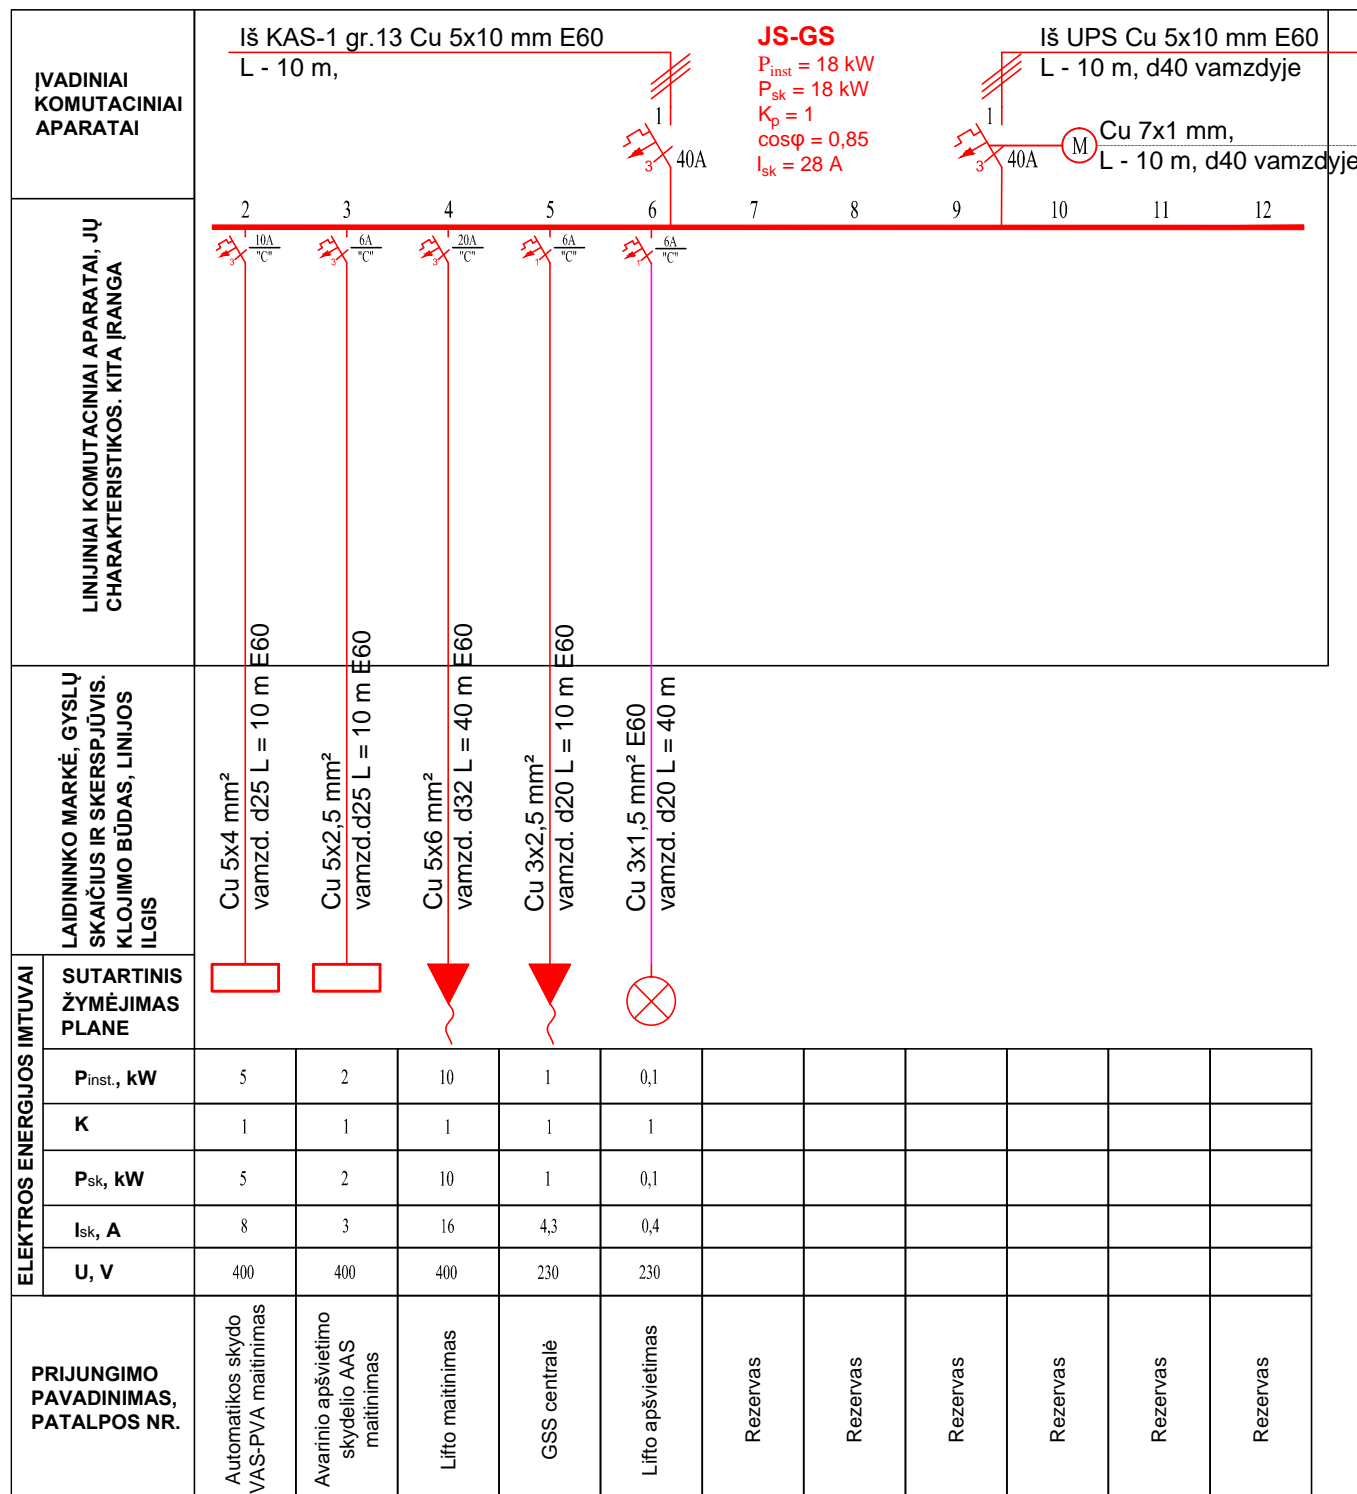 ĮVADINIAI
KOMUTACINIAI
APARATAI
Iš KAS-1 gr.13 Cu 5x10 mm E60
L - 10 m,
1
3
40A
JS-GS
Pinst = 18 kW
Psk = 18 kW
Kp = 1
cosφ = 0,85
Isk = 28 A
Iš UPS Cu 5x10 mm E60
L - 10 m, d40 vamzdyje
1
3
40A
M
Cu 7x1 mm,
L - 10 m, d40 vamzdyje
LINIJINIAI KOMUTACINIAI APARATAI, JŲ
CHARAKTERISTIKOS. KITA ĮRANGA
2 3 4 5 6 7 8 9 10 11 12
3 10A "C"
3 6A "C"
3 20A "C"
1 6A "C"
1 6A "C"
LAIDININKO MARKĖ, GYSLŲ
SKAIČIUS IR SKERSPJŪVIS.
KLOJIMO BŪDAS, LINIJOS
ILGIS
Cu 5x4 mm²
vamzd. d25 L = 10 m E60
Cu 5x2,5 mm²
vamzd.d25 L = 10 m E60
Cu 5x6 mm²
vamzd. d32 L = 40 m E60
Cu 3x2,5 mm²
vamzd. d20 L = 10 m E60
Cu 3x1,5 mm² E60
vamzd. d20 L = 40 m
ELEKTROS ENERGIJOS IMTUVAI
SUTARTINIS
ŽYMĖJIMAS
PLANE
Pinst., kW 5 2 10 1 0,1
K 1 1 1 1 1
Psk, kW 5 2 10 1 0,1
Isk, A 8 3 16 4,3 0,4
U, V 400 400 400 230 230
PRIJUNGIMO
PAVADINIMAS,
PATALPOS NR.
Automatikos skydo
VAS-PVA maitinimas
Avarinio apšvietimo
skydelio AAS
maitinimas
Lifto maitinimas
GSS centralė
Lifto apšvietimas
Rezervas
Rezervas
Rezervas
Rezervas
Rezervas
Rezervas